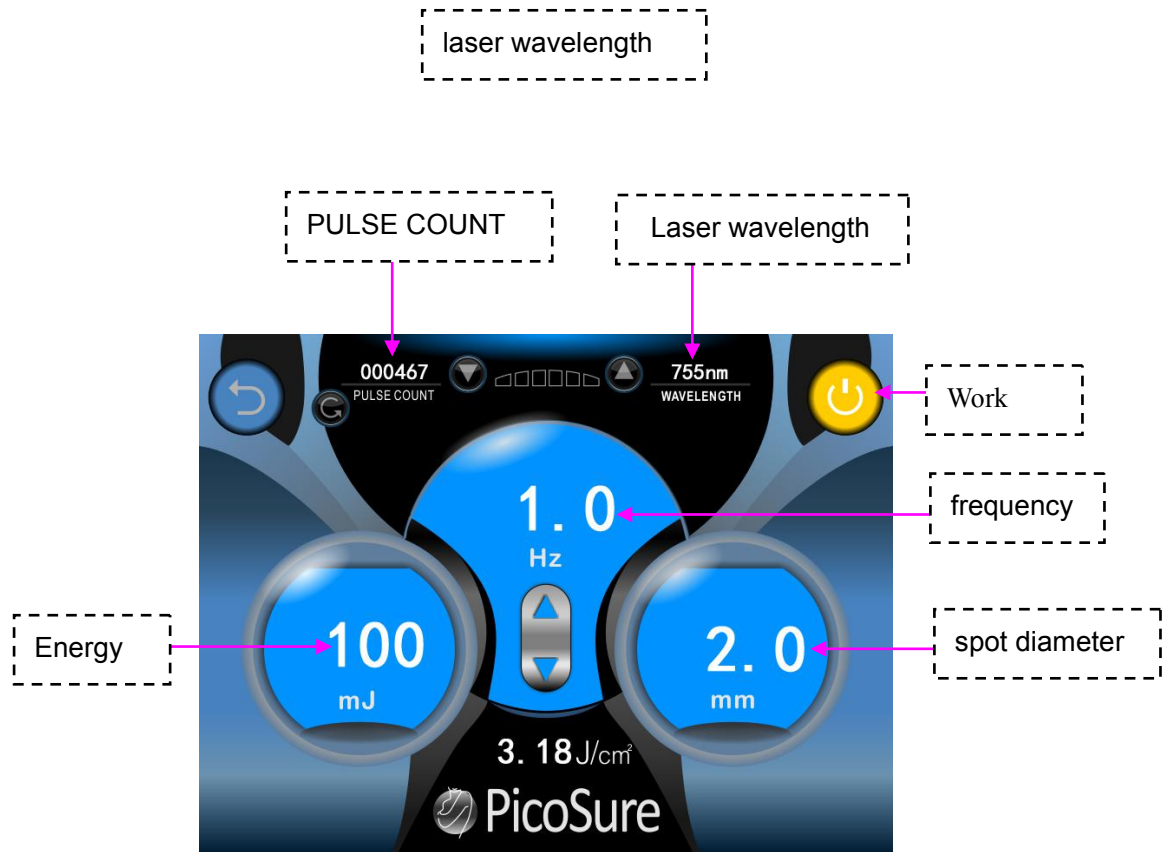 laser wavelength
PULSE COUNT
Laser wavelength
000467
PULSE COUNT
755nm
WAVELENGTH
Work
1.0
Hz
frequency
Energy
100
mJ
2.0
mm
spot diameter
3.18J/cm²
PicoSure